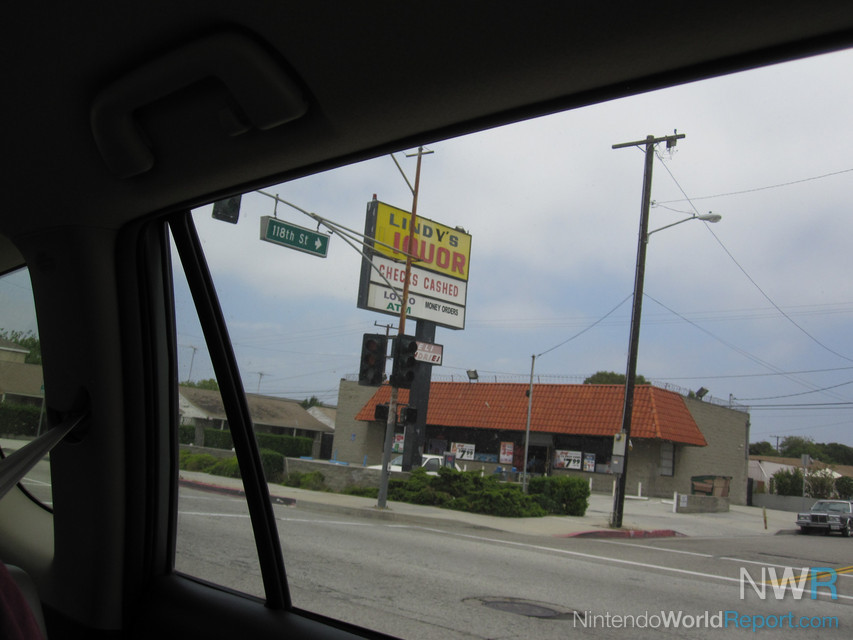 118th St
LINDY'S
LIQUOR
CHECKS CASHED
LOTTO
ATM
MONEY ORDERS
NWR
NintendoWorldReport.com